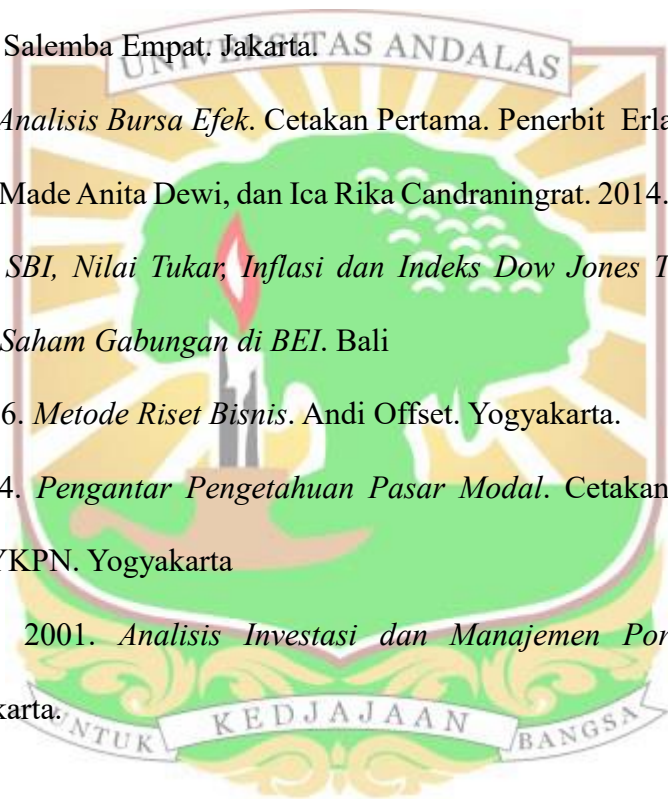 Salemba Empat. Jakarta.
UNIVERSITAS ANDALAS
Analisis Bursa Efek. Cetakan Pertama. Penerbit Erla
Made Anita Dewi, dan Ica Rika Candraningrat. 2014.
SBI, Nilai Tukar, Inflasi dan Indeks Dow Jones T
Saham Gabungan di BEI. Bali
6. Metode Riset Bisnis. Andi Offset. Yogyakarta.
4. Pengantar Pengetahuan Pasar Modal. Cetakan
YKPN. Yogyakarta
2001. Analisis Investasi dan Manajemen Por
karta.
UNTUK KEDJAJAAN BANGSA